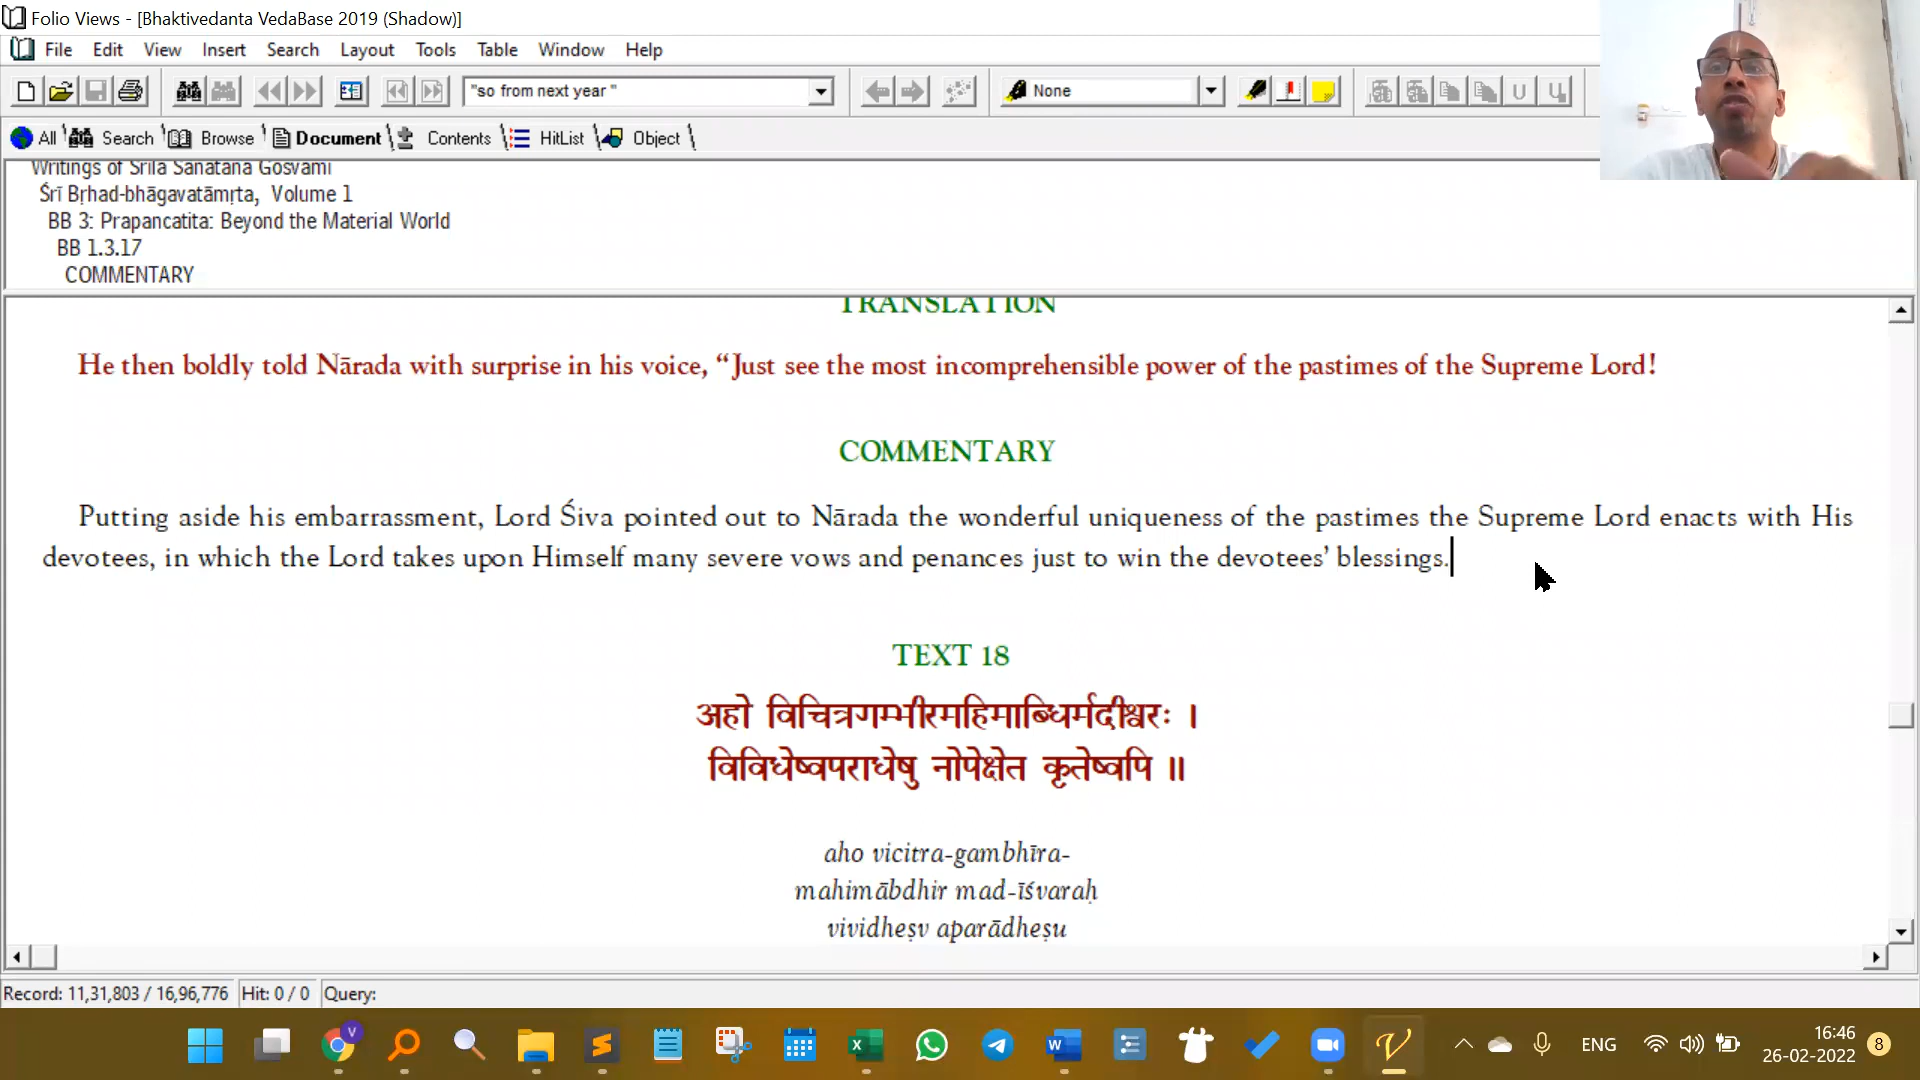 Folio Views - [Bhaktivedanta VedaBase 2019 (Shadow)]
File Edit View Insert Search Layout Tools Table Window Help
"so from next year " None
All Search Browse Document Contents HitList Object
Writings of Srila Sanatana Gosvami
Śrī Bṛhad-bhāgavatāmṛta, Volume 1
BB 3: Prapancatita: Beyond the Material World
BB 1.3.17
COMMENTARY
TRANSLATION
He then boldly told Nārada with surprise in his voice, “Just see the most incomprehensible power of the pastimes of the Supreme Lord!
COMMENTARY
Putting aside his embarrassment, Lord Śiva pointed out to Nārada the wonderful uniqueness of the pastimes the Supreme Lord enacts with His
devotees, in which the Lord takes upon Himself many severe vows and penances just to win the devotees’ blessings.
TEXT 18
अहो विचित्रगम्भीरमहिमाब्धिर्मदीश्वरः ।
विविधेष्वपराधेषु नोपेक्षेत कृतेष्वपि ॥
aho vicitra-gambhīra-
mahimābdhir mad-īśvaraḥ
vividheṣv aparādheṣu
Record: 11,31,803 / 16,96,776 Hit: 0 / 0 Query:
V
ENG 16:46
26-02-2022 8